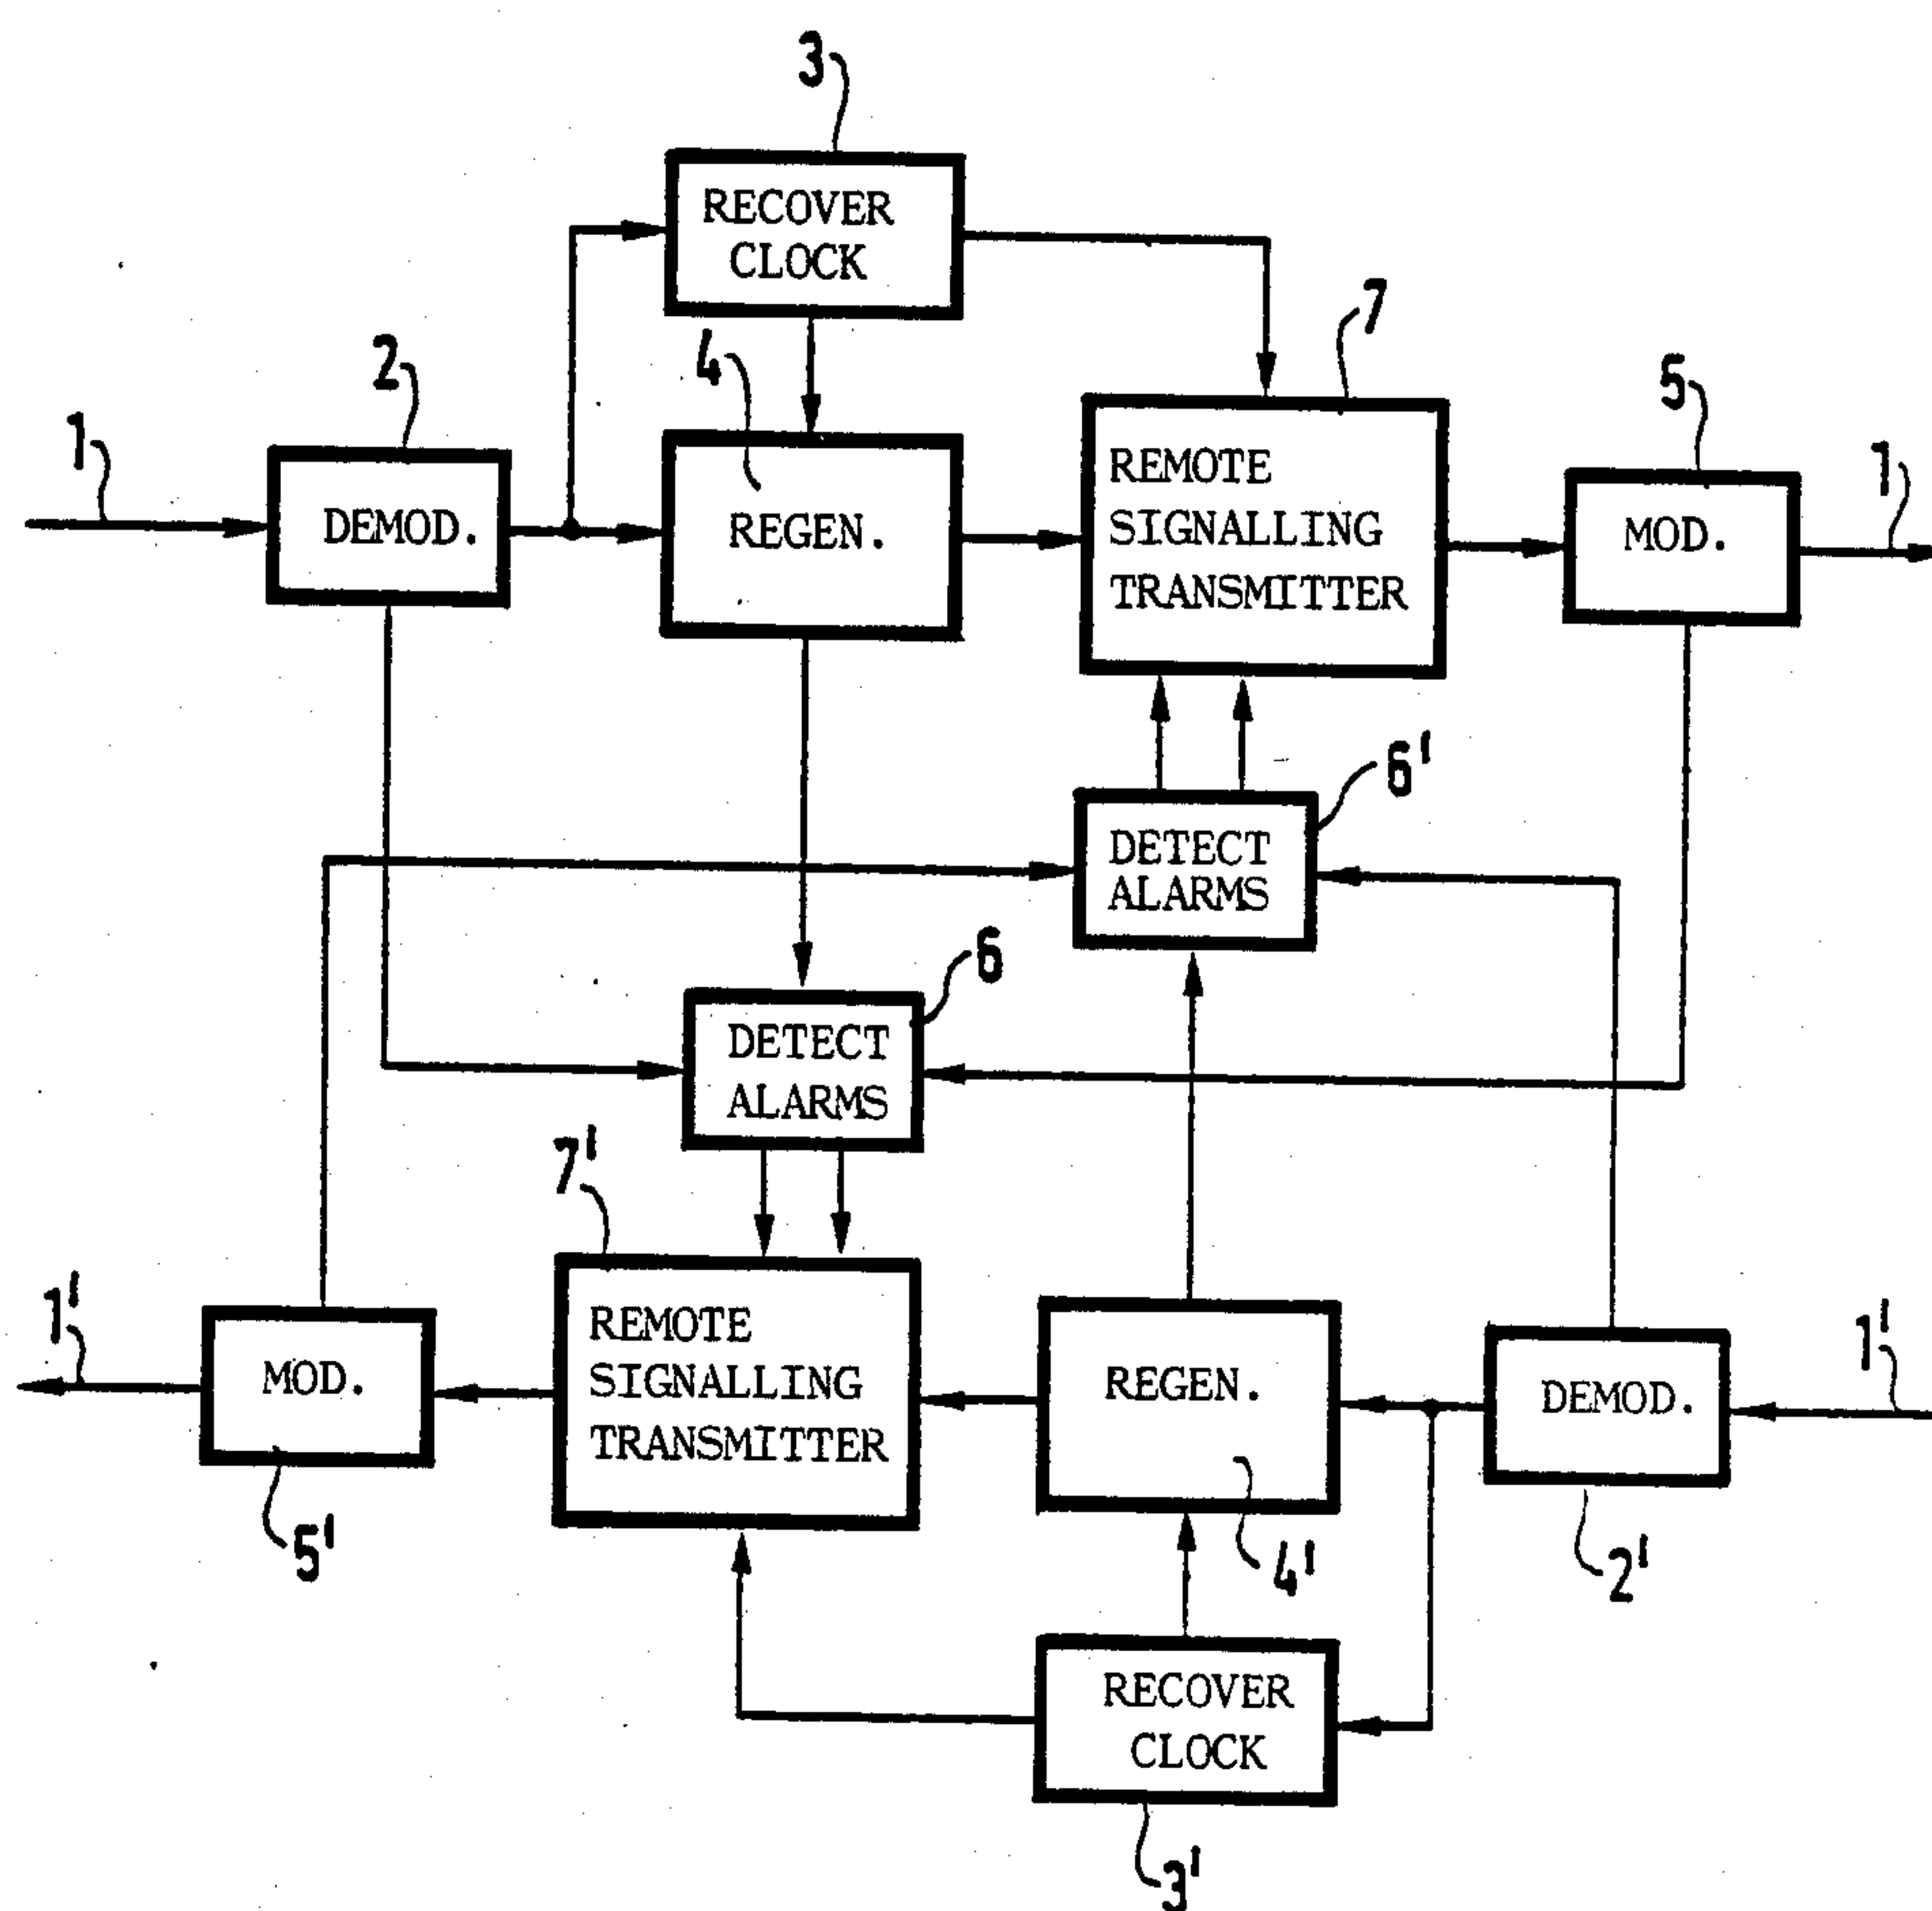 3
RECOVER
CLOCK
7
2
4
5
1
1
DEMOD.
REGEN.
REMOTE
SIGNALLING
TRANSMITTER
MOD.
6'
DETECT
ALARMS
6
DETECT
ALARMS
7'
1'
1'
MOD.
REMOTE
SIGNALLING
TRANSMITTER
REGEN.
DEMOD.
5'
4'
2'
RECOVER
CLOCK
3'